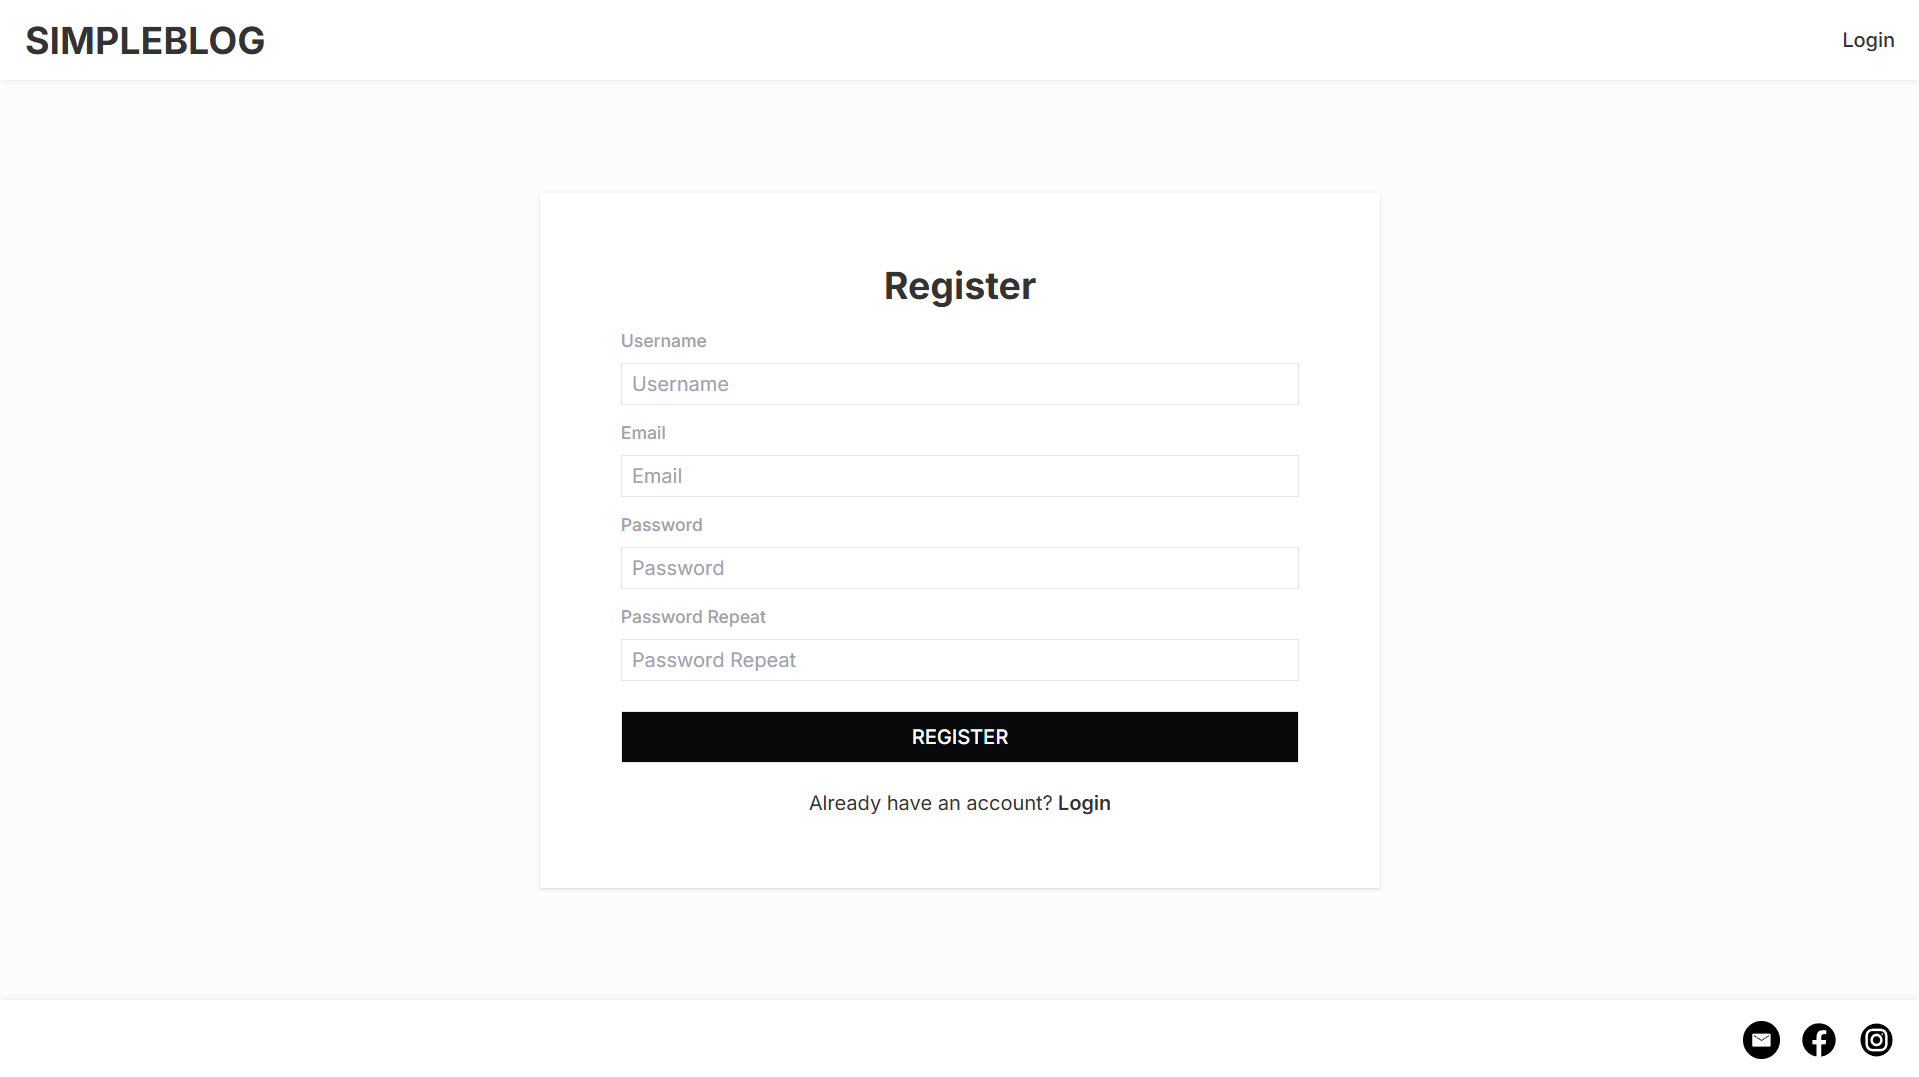 SIMPLEBLOG
Login
Register
Username
Username
Email
Email
Password
Password
Password Repeat
Password Repeat
REGISTER
Already have an account? Login